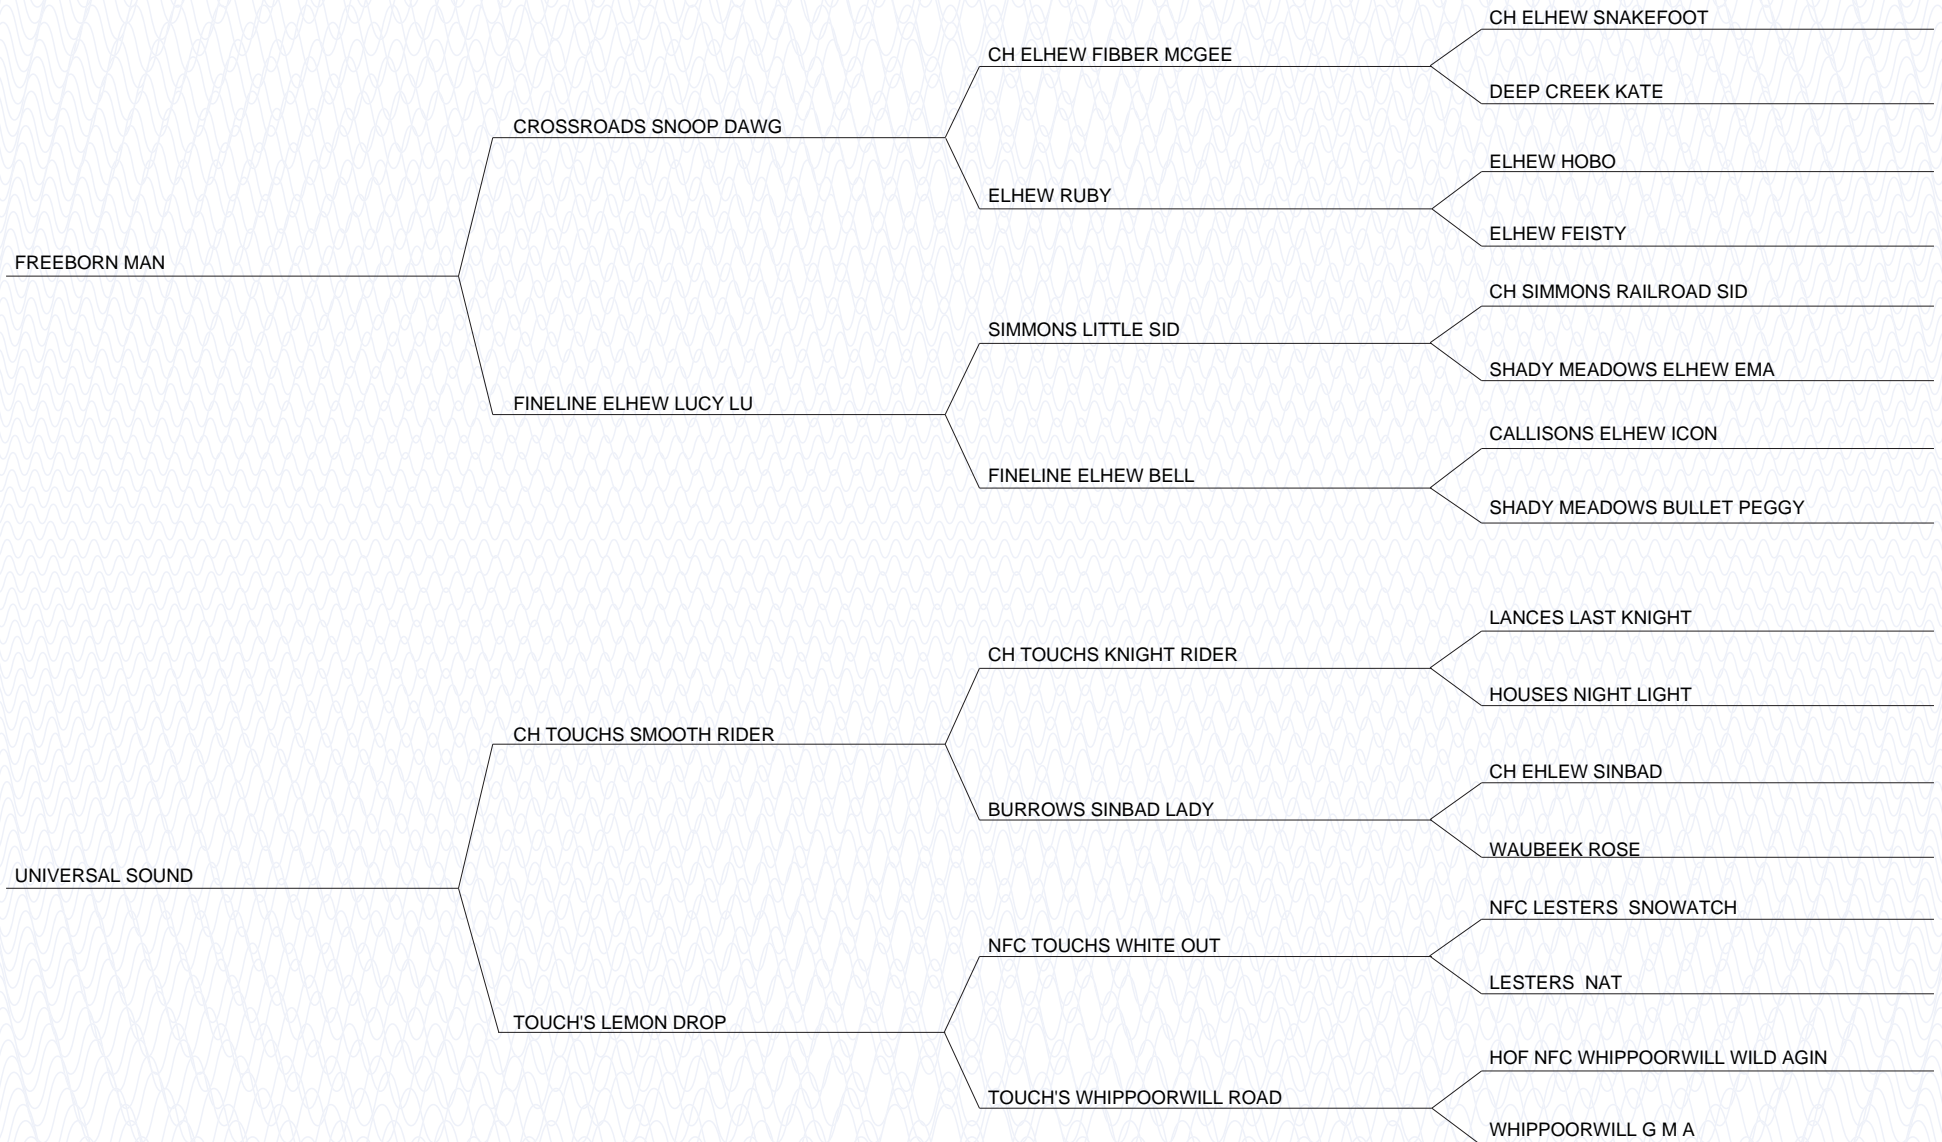 CH ELHEW SNAKEFOOT
CH ELHEW FIBBER MCGEE
DEEP CREEK KATE
CROSSROADS SNOOP DAWG
ELHEW HOBO
ELHEW RUBY
ELHEW FEISTY
FREEBORN MAN
CH SIMMONS RAILROAD SID
SIMMONS LITTLE SID
SHADY MEADOWS ELHEW EMA
FINELINE ELHEW LUCY LU
CALLISONS ELHEW ICON
FINELINE ELHEW BELL
SHADY MEADOWS BULLET PEGGY
LANCES LAST KNIGHT
CH TOUCHS KNIGHT RIDER
HOUSES NIGHT LIGHT
CH TOUCHS SMOOTH RIDER
CH EHLEW SINBAD
BURROWS SINBAD LADY
WAUBEEK ROSE
UNIVERSAL SOUND
NFC LESTERS  SNOWATCH
NFC TOUCHS WHITE OUT
LESTERS  NAT
TOUCH'S LEMON DROP
HOF NFC WHIPPOORWILL WILD AGIN
TOUCH'S WHIPPOORWILL ROAD
WHIPPOORWILL G M A